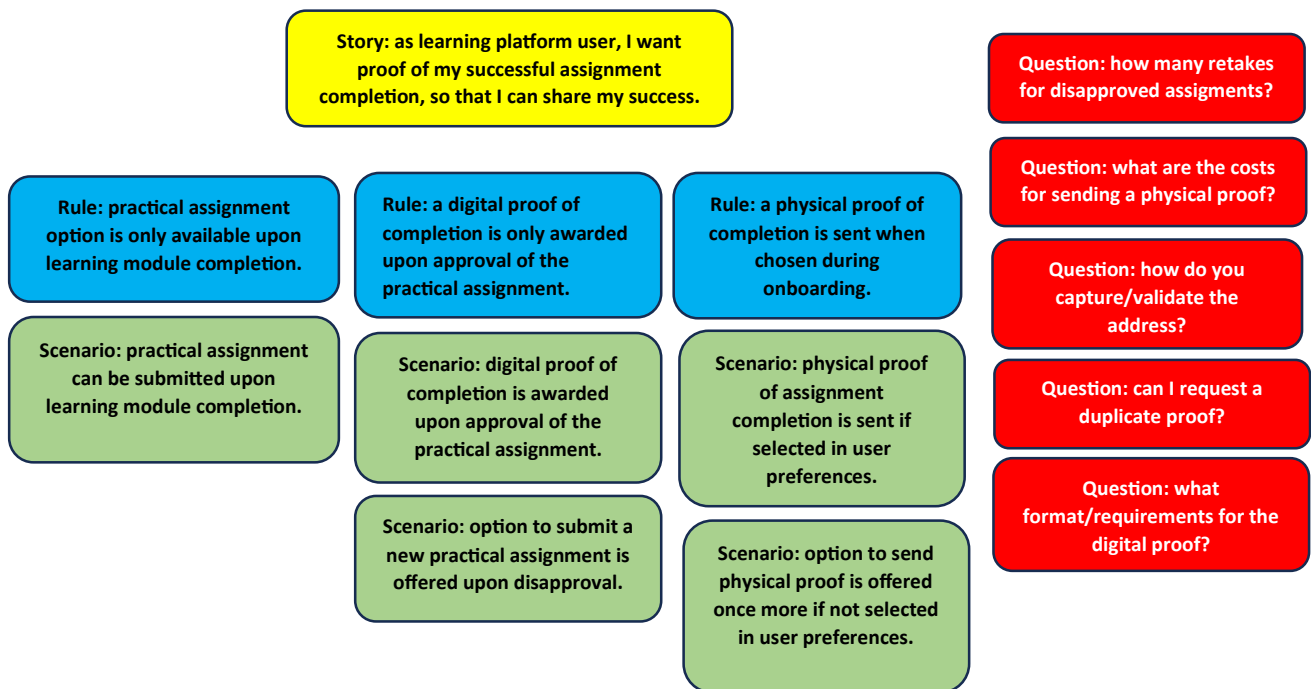 Story: as learning platform user, I want
proof of my successful assignment
completion, so that I can share my success.
Rule: practical assignment
option is only available upon
learning module completion.
Scenario: practical assignment
can be submitted upon
learning module completion.
Rule: a digital proof of
completion is only awarded
upon approval of the
practical assignment.
Scenario: digital proof of
completion is awarded
upon approval of the
practical assignment.
Scenario: option to submit a
new practical assignment is
offered upon disapproval.
Rule: a physical proof of
completion is sent when
chosen during
onboarding.
Scenario: physical proof
of assignment
completion is sent if
selected in user
preferences.
Scenario: option to send
physical proof is offered
once more if not selected
in user preferences.
Question: how many retakes
for disapproved assigments?
Question: what are the costs
for sending a physical proof?
Question: how do you
capture/validate the
address?
Question: can I request a
duplicate proof?
Question: what
format/requirements for the
digital proof?